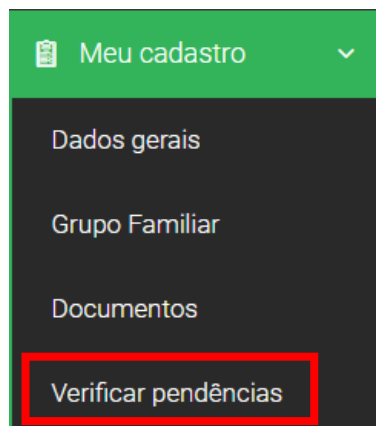 Meu cadastro
Dados gerais
Grupo Familiar
Documentos
Verificar pendências